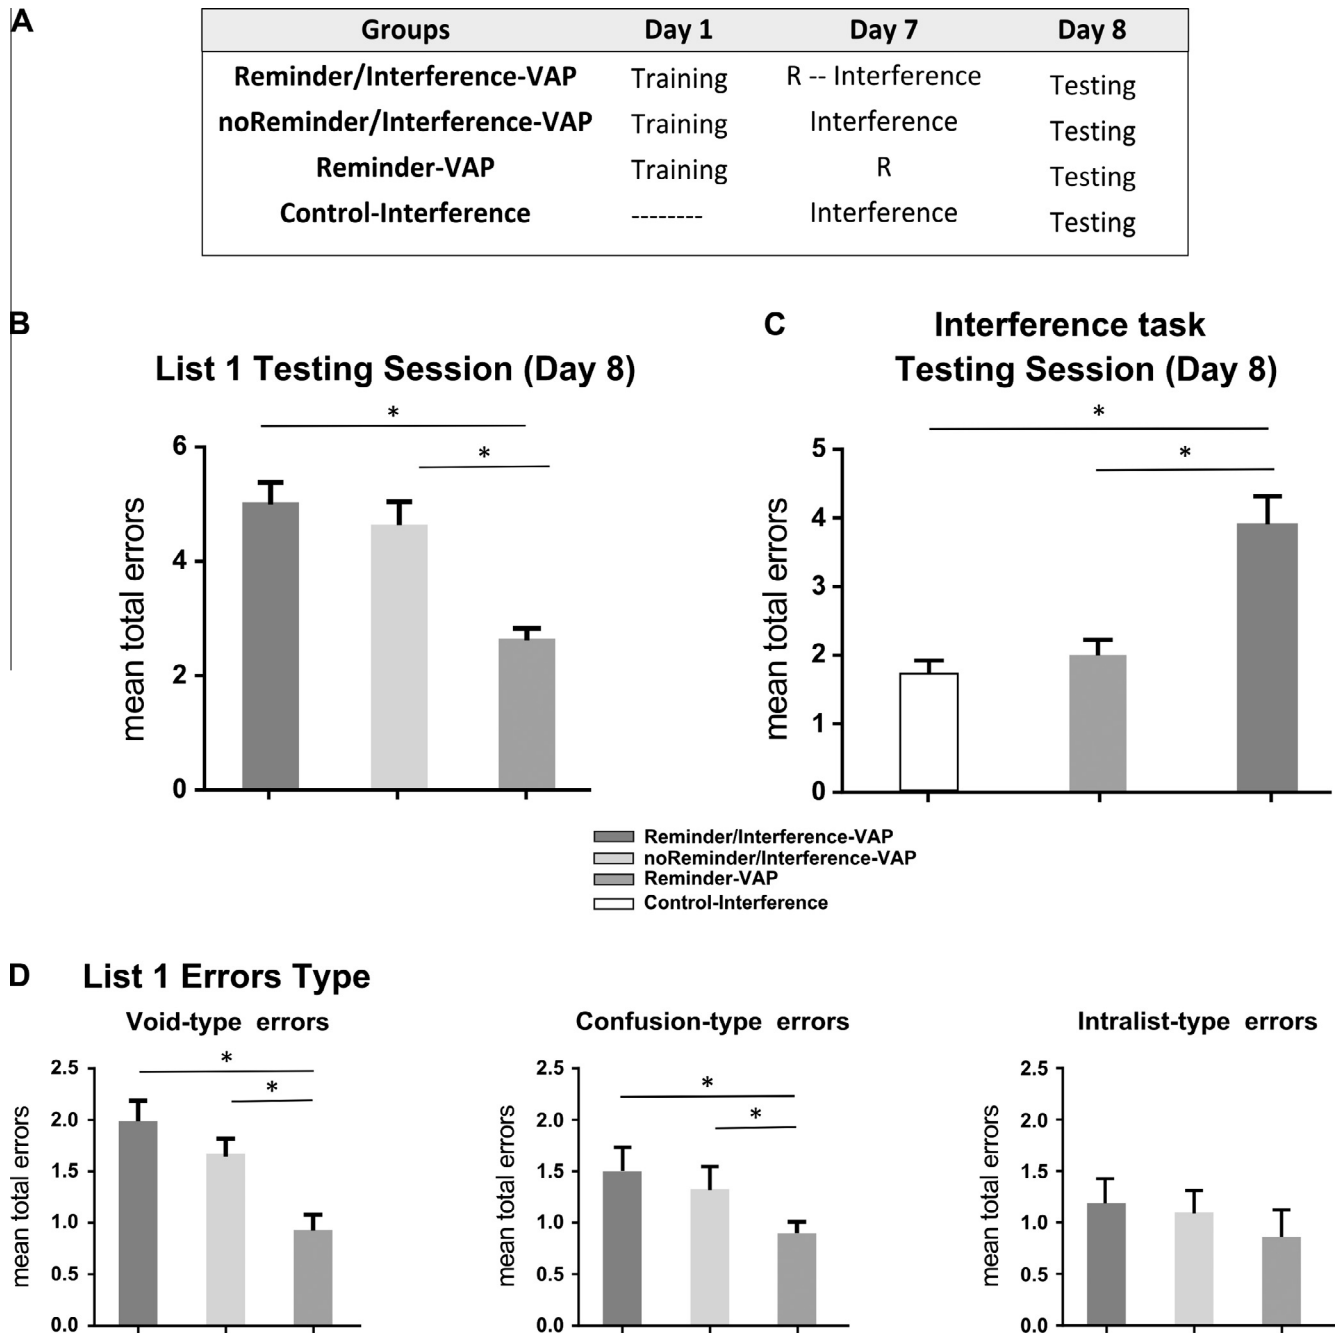 A
Groups Day 1 Day 7 Day 8
Reminder/Interference-VAP Training R -- Interference Testing
noReminder/Interference-VAP Training Interference Testing
Reminder-VAP Training R Testing
Control-Interference -------- Interference Testing
B
List 1 Testing Session (Day 8)
*
*
mean total errors
6
4
2
0
C
Interference task
Testing Session (Day 8)
*
*
mean total errors
5
4
3
2
1
0
Reminder/Interference-VAP
noReminder/Interference-VAP
Reminder-VAP
Control-Interference
D List 1 Errors Type
Void-type errors
*
*
mean total errors
2.5
2.0
1.5
1.0
0.5
0.0
Confusion-type errors
*
*
mean total errors
2.5
2.0
1.5
1.0
0.5
0.0
Intralist-type errors
mean total errors
2.5
2.0
1.5
1.0
0.5
0.0